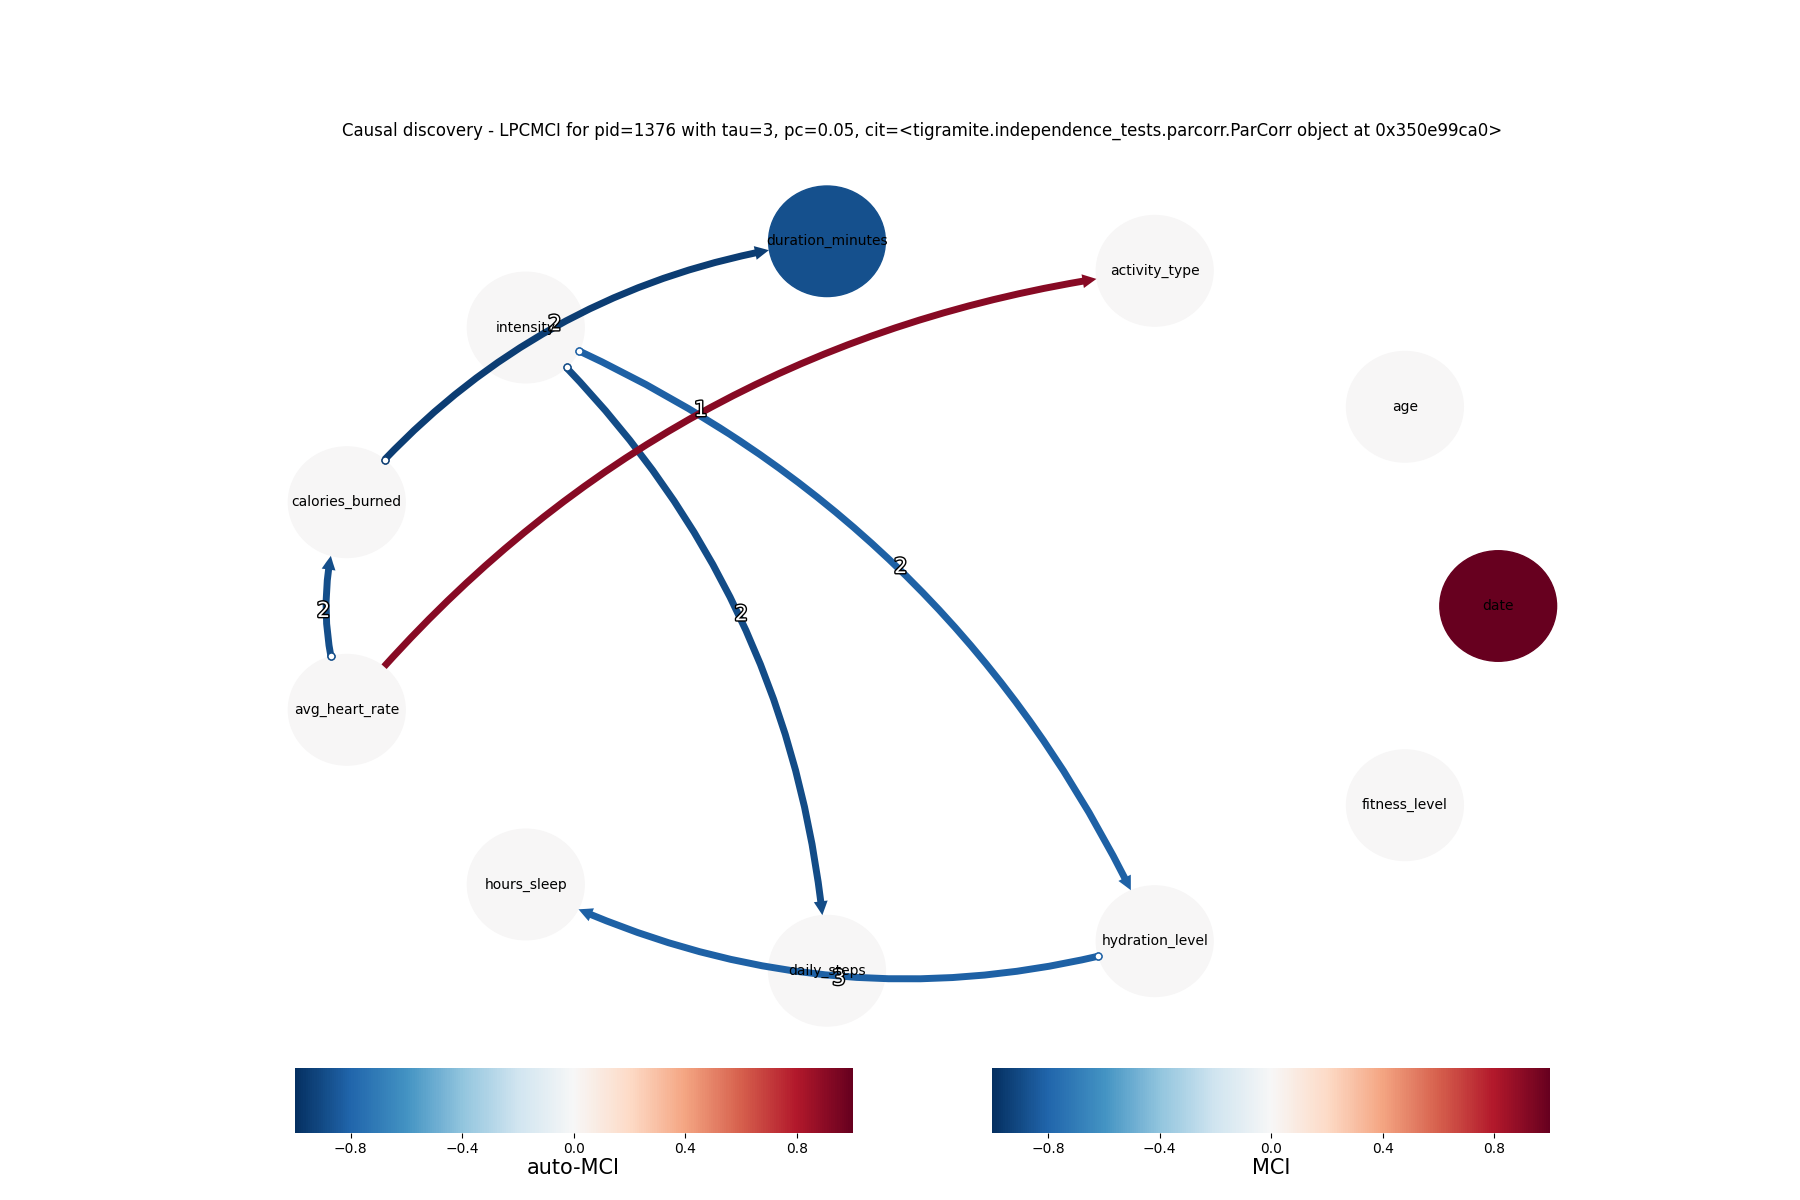 Causal discovery - LPCMCI for pid=1376 with tau=3, pc=0.05, cit=<tigramite.independence_tests.parcorr.ParCorr object at 0x350e99ca0>
duration_minutes
activity_type
intensity
2
age
1
calories_burned
2
date
2
2
avg_heart_rate
fitness_level
hours_sleep
hydration_level
daily_steps
3
−0.8 −0.4 0.0 0.4 0.8
auto-MCI
−0.8 −0.4 0.0 0.4 0.8
MCI